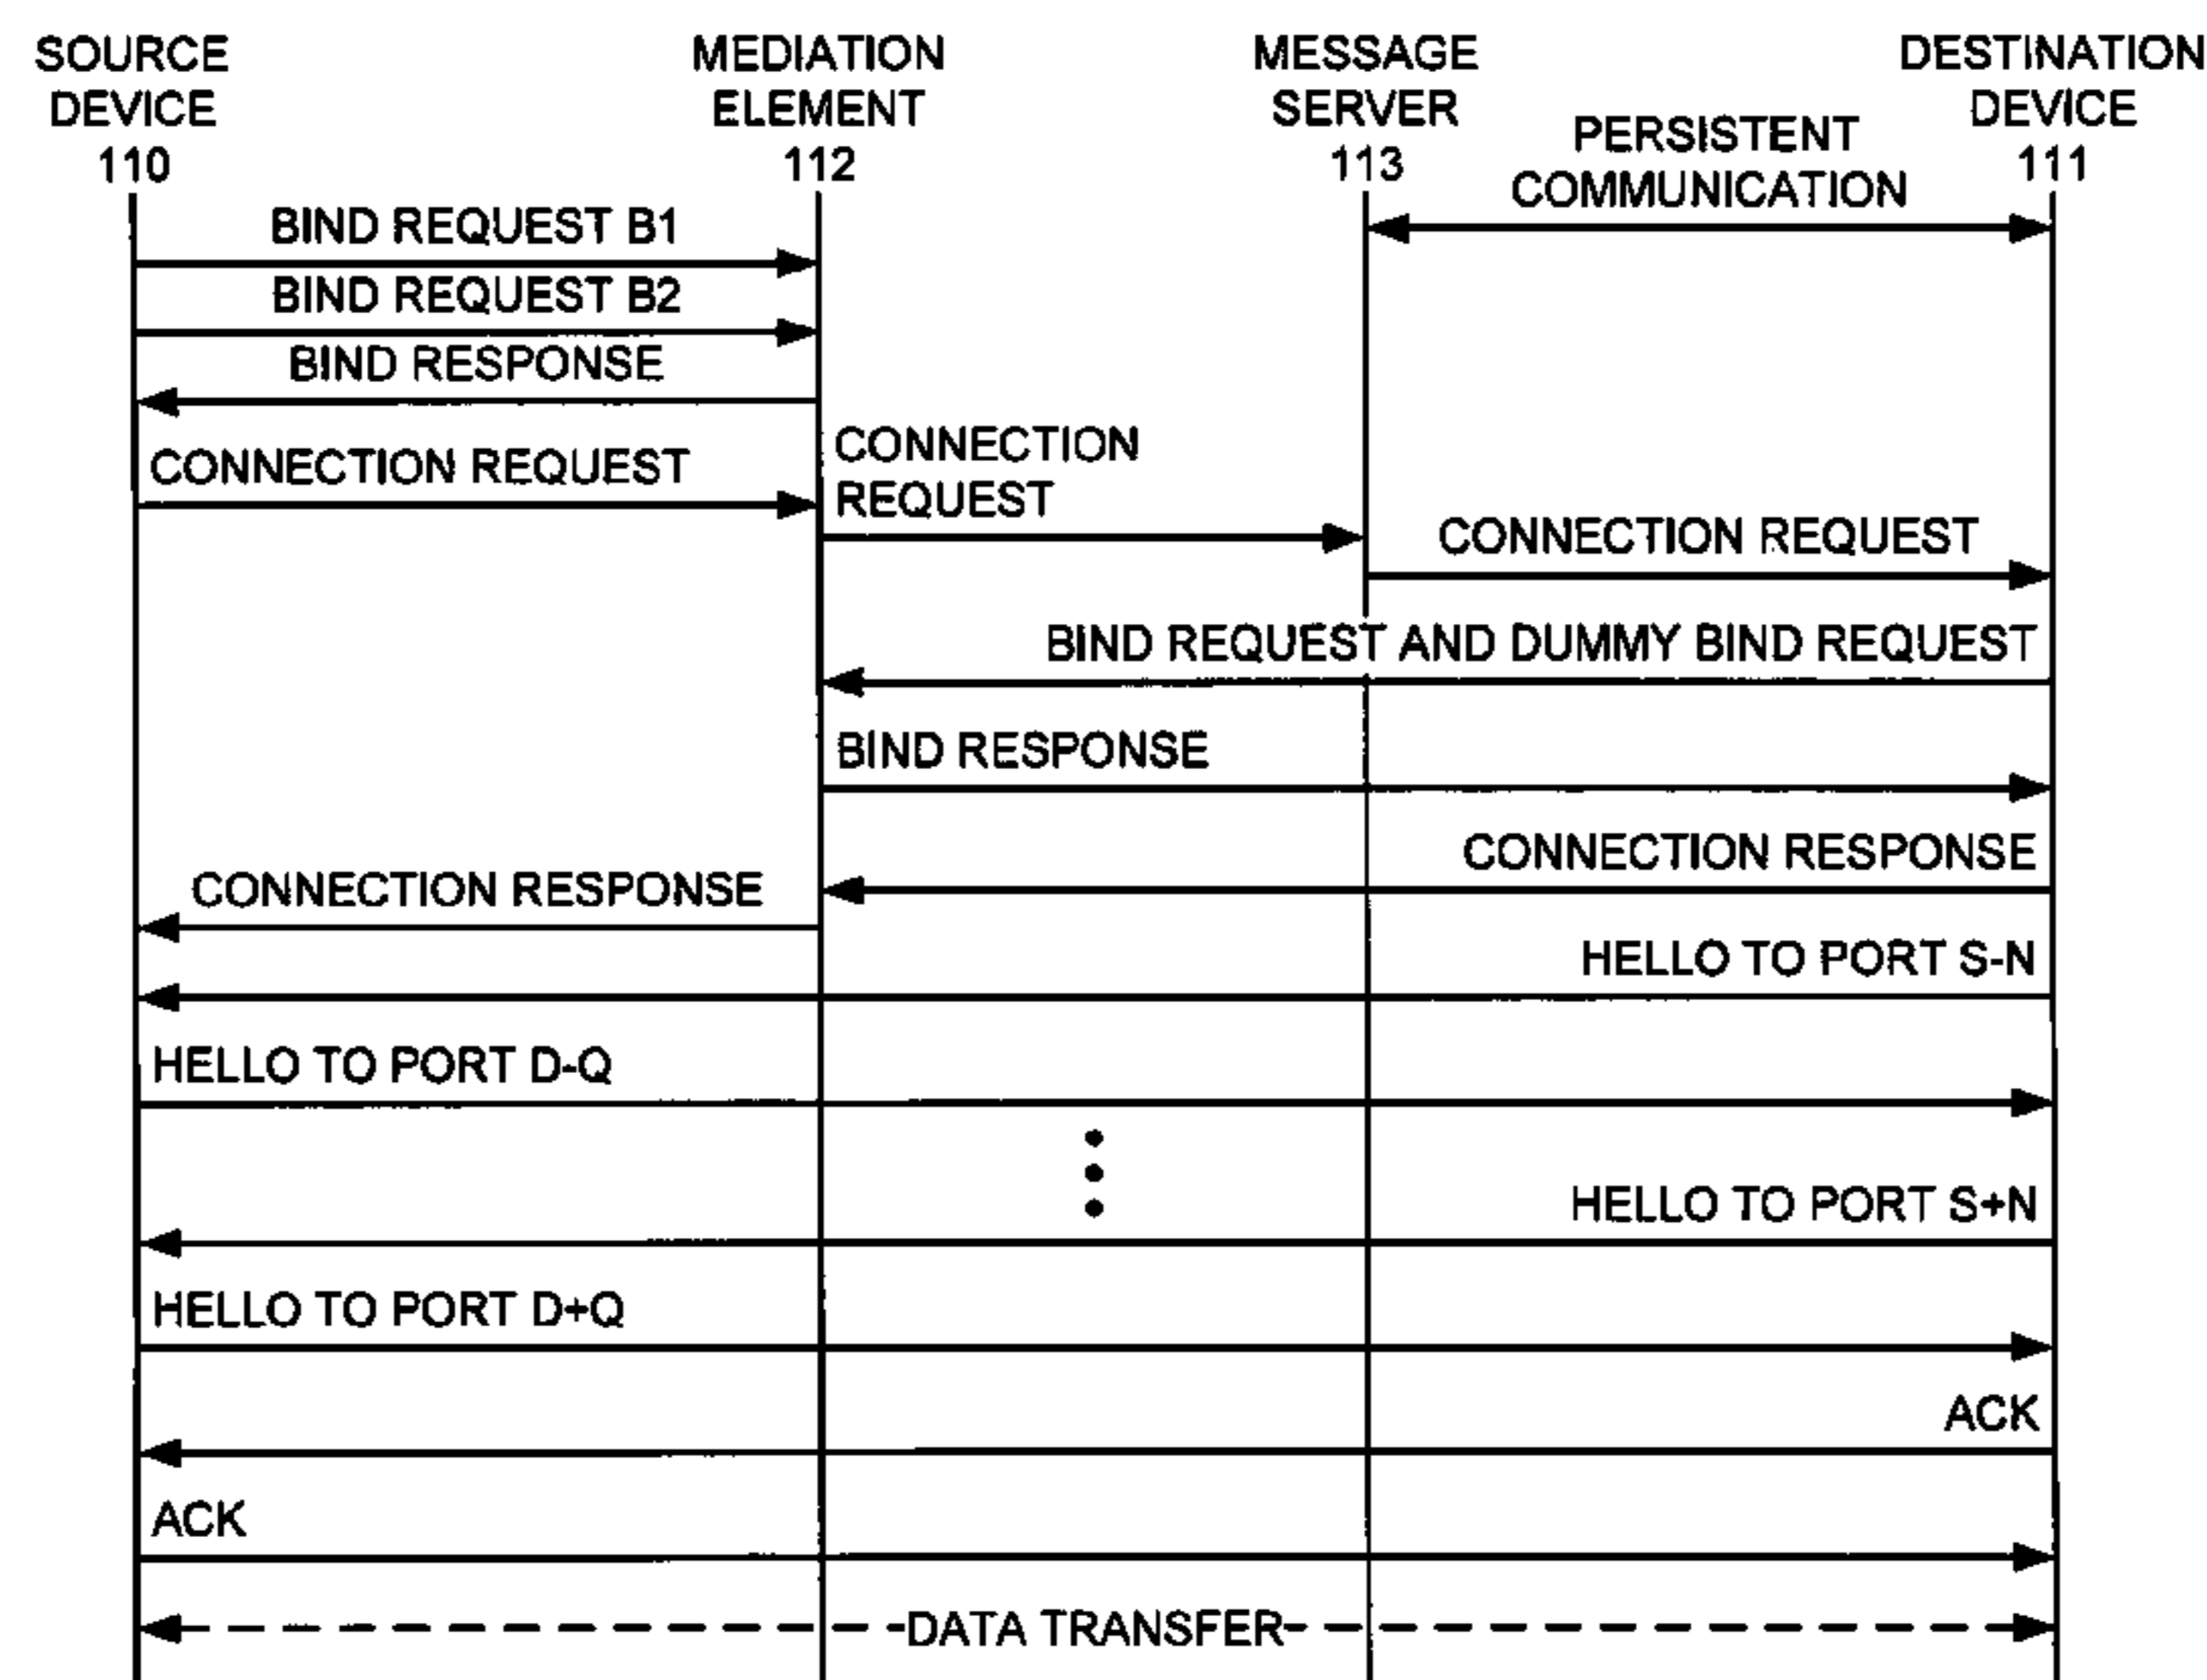 SOURCE
DEVICE
110
MEDIATION
ELEMENT
112
MESSAGE
SERVER
113
DESTINATION
DEVICE
111
PERSISTENT
COMMUNICATION
BIND REQUEST B1
BIND REQUEST B2
BIND RESPONSE
CONNECTION REQUEST
CONNECTION
REQUEST
CONNECTION REQUEST
BIND REQUEST AND DUMMY BIND REQUEST
BIND RESPONSE
CONNECTION RESPONSE
CONNECTION RESPONSE
HELLO TO PORT S-N
HELLO TO PORT D-Q
HELLO TO PORT S+N
HELLO TO PORT D+Q
ACK
ACK
DATA TRANSFER